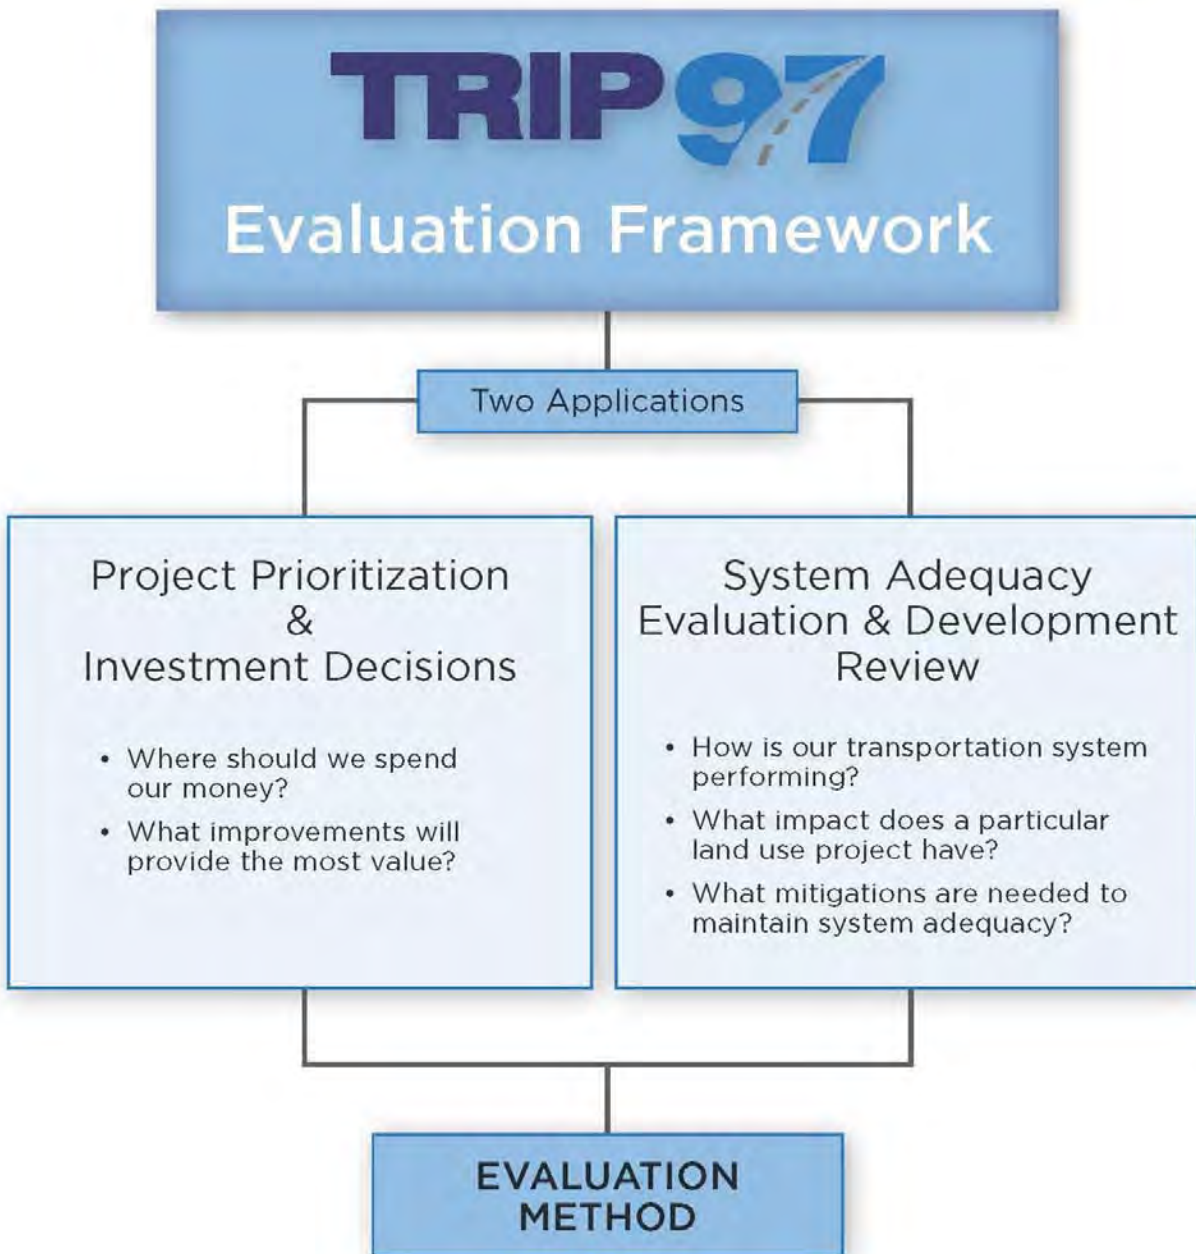 TRIP97
Evaluation Framework
Two Applications
Project Prioritization
&
Investment Decisions
• Where should we spend
our money?
• What improvements will
provide the most value?
System Adequacy
Evaluation & Development
Review
• How is our transportation system
performing?
• What impact does a particular
land use project have?
• What mitigations are needed to
maintain system adequacy?
EVALUATION
METHOD